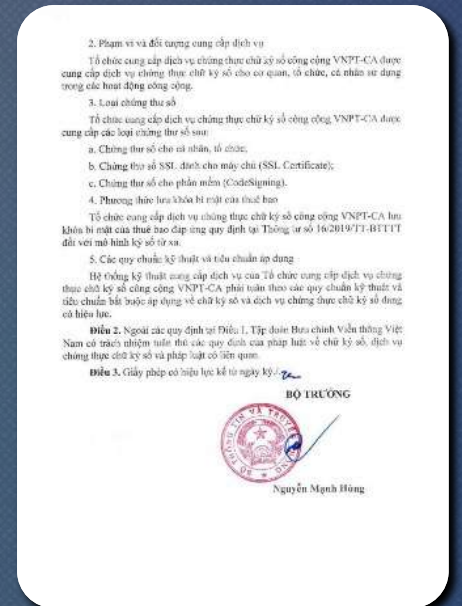 2. Phạm vi và đối tượng cung cấp dịch vụ
Tổ chức cung cấp dịch vụ chứng thực chữ ký số công cộng VNPT-CA được
cung cấp dịch vụ chứng thực chữ ký số cho cơ quan, tổ chức, cá nhân sử dụng
trong các hoạt động công cộng.
3. Loại chứng thư số
Tổ chức cung cấp dịch vụ chứng thực chữ ký số công cộng VNPT-CA được
cung cấp các loại chứng thư số sau:
a. Chứng thư số cho cá nhân, tổ chức;
b. Chứng thư số SSL dành cho máy chủ (SSL Certificate);
c. Chứng thư số cho phần mềm (CodeSigning).
4. Phương thức lưu khóa bí mật của thuê bao
Tổ chức cung cấp dịch vụ chứng thực chữ ký số công cộng VNPT-CA lưu
khóa bí mật của thuê bao đáp ứng quy định tại Thông tư số 16/2019/TT-BTTTT
đối với mô hình ký số từ xa.
5. Các quy chuẩn kỹ thuật và tiêu chuẩn áp dụng
Hệ thống kỹ thuật cung cấp dịch vụ của Tổ chức cung cấp dịch vụ chứng
thực chữ ký số công cộng VNPT-CA phải tuân theo các quy chuẩn kỹ thuật và
tiêu chuẩn bắt buộc áp dụng về chữ ký số và dịch vụ chứng thực chữ ký số đang
có hiệu lực.
Điều 2. Ngoài các quy định tại Điều 1, Tập đoàn Bưu chính Viễn thông Việt
Nam có trách nhiệm tuân thủ các quy định của pháp luật về chữ ký số, dịch vụ
chứng thực chữ ký số và pháp luật có liên quan.
Điều 3. Giấy phép có hiệu lực kể từ ngày ký./.
BỘ TRƯỞNG
BỘ THÔNG TIN VÀ TRUYỀN THÔNG
Nguyễn Mạnh Hùng